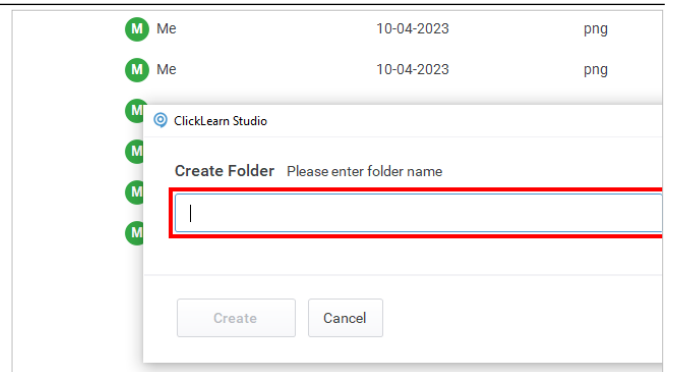 M Me 10-04-2023 png
M Me 10-04-2023 png
M
ClickLearn Studio
M
Create Folder Please enter folder name
M
M
Create Cancel